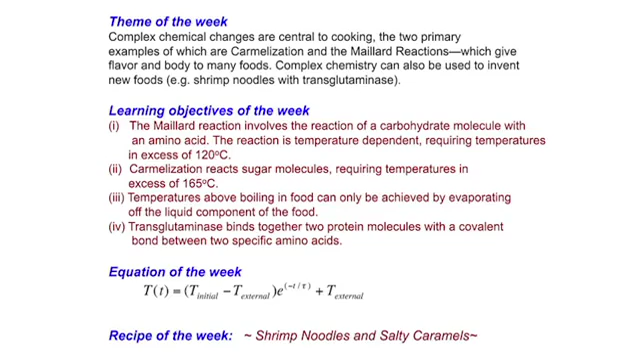 Theme of the week
Complex chemical changes are central to cooking, the two primary
examples of which are Carmelization and the Maillard Reactions—which give
flavor and body to many foods. Complex chemistry can also be used to invent
new foods (e.g. shrimp noodles with transglutaminase).
Learning objectives of the week
(i) The Maillard reaction involves the reaction of a carbohydrate molecule with
an amino acid. The reaction is temperature dependent, requiring temperatures
in excess of 120°C.
(ii) Carmelization reacts sugar molecules, requiring temperatures in
excess of 165°C.
(iii) Temperatures above boiling in food can only be achieved by evaporating
off the liquid component of the food.
(iv) Transglutaminase binds together two protein molecules with a covalent
bond between two specific amino acids.
Equation of the week
T(t) = (T_initial − T_external)e^(−t/τ) + T_external
Recipe of the week: ~ Shrimp Noodles and Salty Caramels~